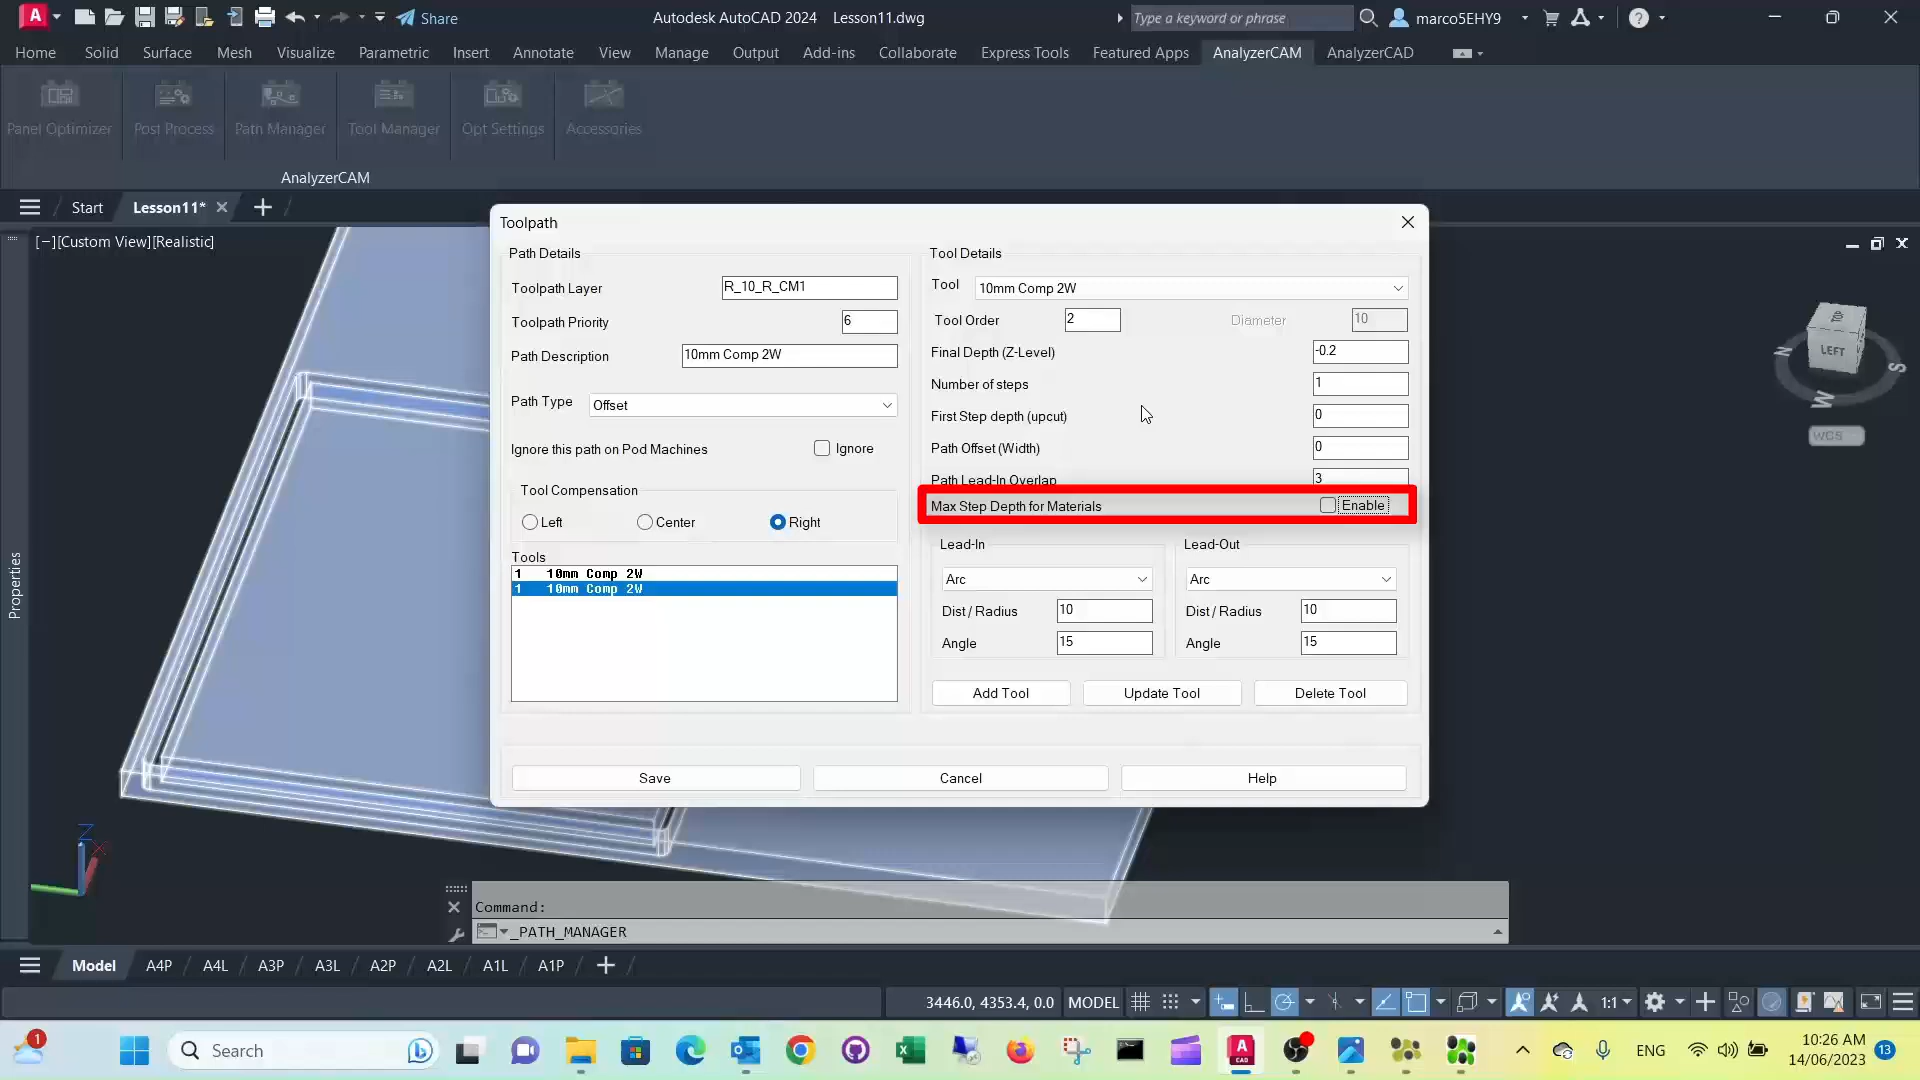 Share
Autodesk AutoCAD 2024 Lesson11.dwg
Type a keyword or phrase
marco5EHY9
Home Solid Surface Mesh Visualize Parametric Insert Annotate View Manage Output Add-ins Collaborate Express Tools Featured Apps AnalyzerCAM AnalyzerCAD
Panel Optimizer Post Process Path Manager Tool Manager Opt Settings Accessories
AnalyzerCAM
Start Lesson11*
[−][Custom View][Realistic]
Toolpath
Path Details
Toolpath Layer R_10_R_CM1
Toolpath Priority 6
Path Description 10mm Comp 2W
Path Type Offset
Ignore this path on Pod Machines Ignore
Tool Compensation
Left Center Right
Tools
1 10mm Comp 2W
1 10mm Comp 2W
Tool Details
Tool 10mm Comp 2W
Tool Order 2 Diameter 10
Final Depth (Z-Level) -0.2
Number of steps 1
First Step depth (upcut) 0
Path Offset (Width) 0
Path Lead-In Overlap 3
Max Step Depth for Materials Enable
Lead-In Lead-Out
Arc Arc
Dist / Radius 10 Dist / Radius 10
Angle 15 Angle 15
Add Tool Update Tool Delete Tool
Save Cancel Help
N LEFT S
W
WCS
Properties
Z
X
Command:
_PATH_MANAGER
Model A4P A4L A3P A3L A2P A2L A1L A1P
3446.0, 4353.4, 0.0 MODEL 1:1
1 Search
A CAD
ENG
10:26 AM
14/06/2023 13